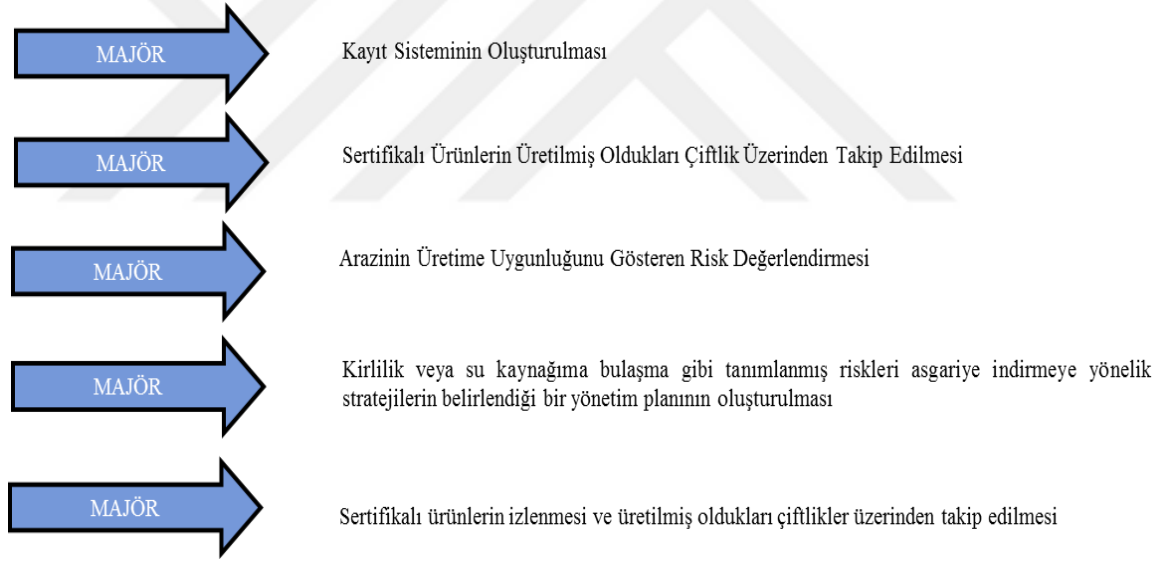 MAJÖR
Kayıt Sisteminin Oluşturulması
MAJÖR
Sertifikalı Ürünlerin Üretilmiş Oldukları Çiftlik Üzerinden Takip Edilmesi
MAJÖR
Arazinin Üretime Uygunluğunu Gösteren Risk Değerlendirmesi
MAJÖR
Kirlilik veya su kaynağıma bulaşma gibi tanımlanmış riskleri asgariye indirmeye yönelik
stratejilerin belirlendiği bir yönetim planının oluşturulması
MAJÖR
Sertifikalı ürünlerin izlenmesi ve üretilmiş oldukları çiftlikler üzerinden takip edilmesi